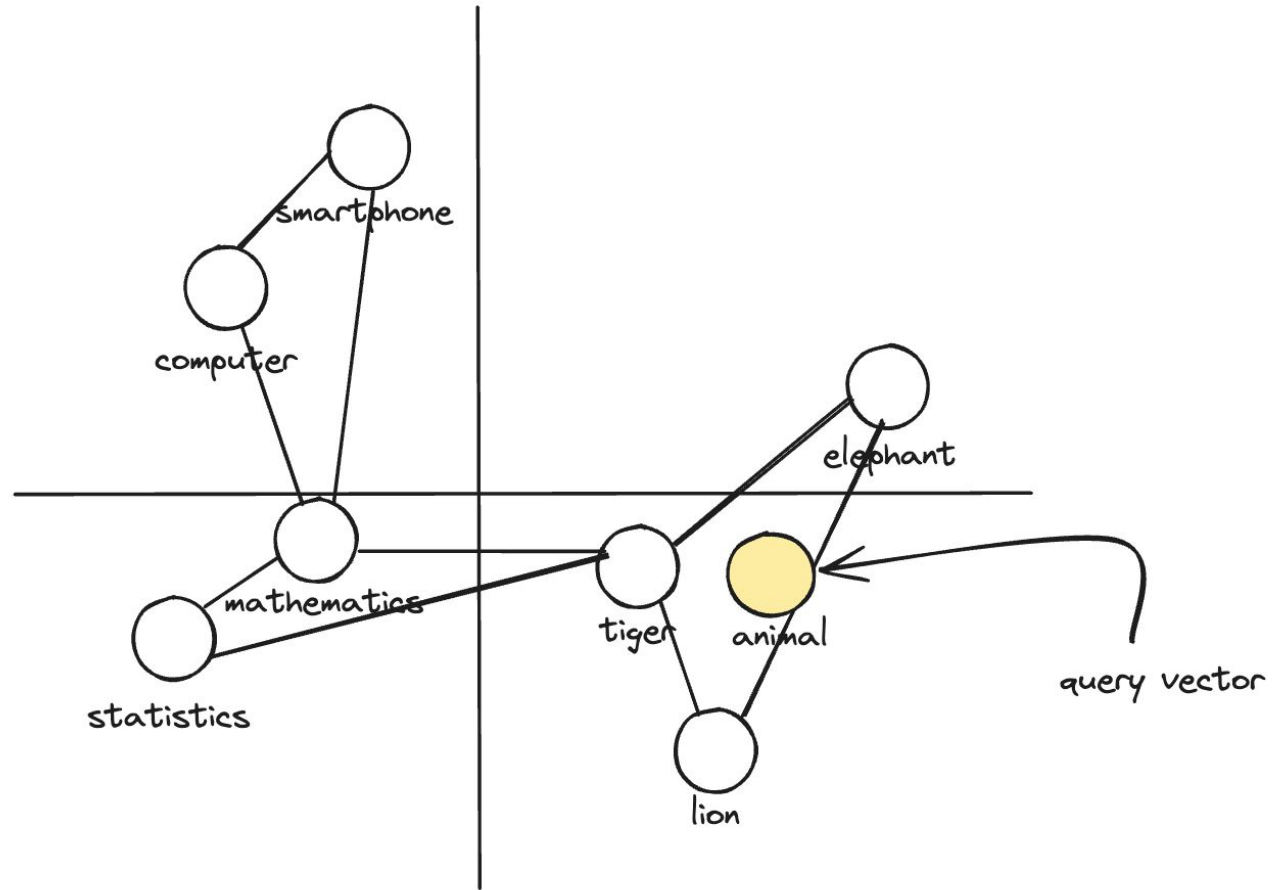 smartphone
computer
elephant
mathematics
tiger
animal
query vector
statistics
lion